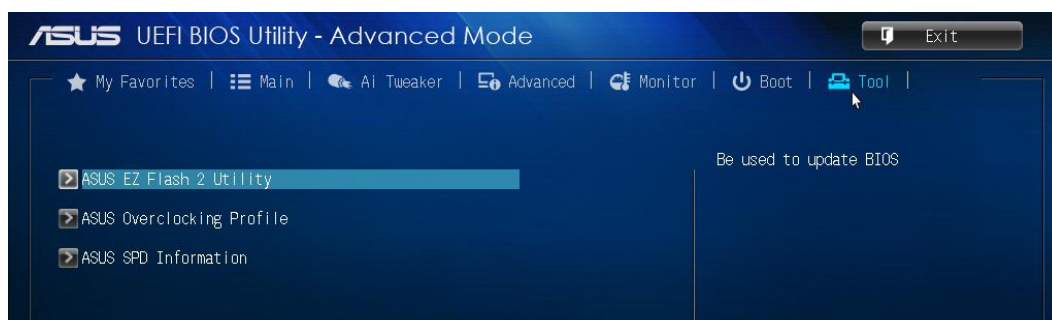 ASUS UEFI BIOS Utility - Advanced Mode
Exit
My Favorites | Main | Ai Tweaker | Advanced | Monitor | Boot | Tool |
Be used to update BIOS
ASUS EZ Flash 2 Utility
ASUS Overclocking Profile
ASUS SPD Information